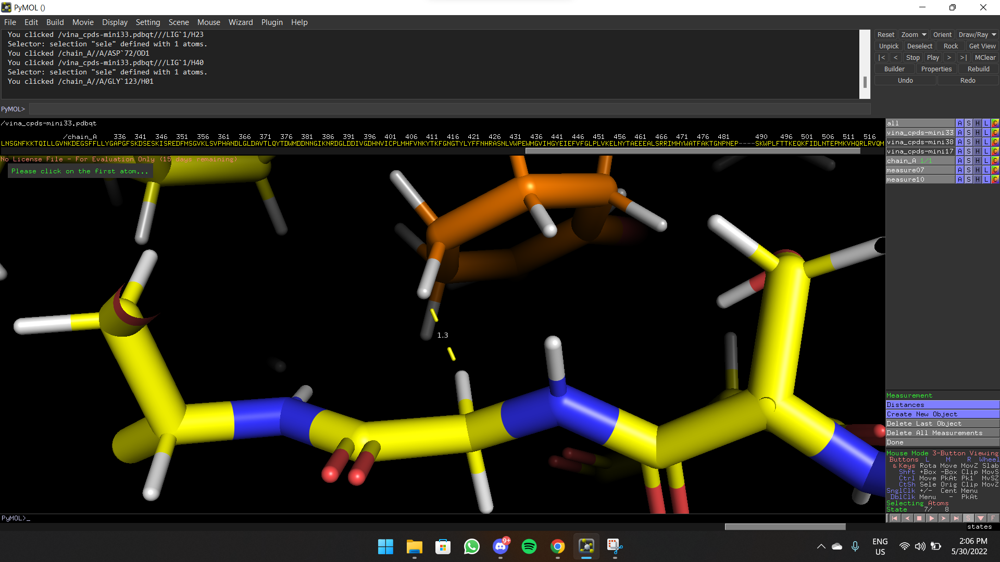 PyMOL ()
File Edit Build Movie Display Setting Scene Mouse Wizard Plugin Help
You clicked /vina_cpds-mini33.pdbqt///LIG`1/H23
Selector: selection "sele" defined with 1 atoms.
You clicked /chain_A//A/ASP`72/OD1
You clicked /vina_cpds-mini33.pdbqt///LIG`1/H40
Selector: selection "sele" defined with 1 atoms.
You clicked /chain_A//A/GLY`123/H01
Reset Zoom Orient Draw/Ray
Unpick Deselect Rock Get View
|< < Stop Play > >| MClear
Builder Properties Rebuild
Undo Redo
PyMOL>
/vina_cpds-mini33.pdbqt
/chain_A 336 341 346 351 356 361 366 371 376 381 386 391 396 401 406 411 416 421 426 431 436 441 446 451 456 461 466 471 476 481 490 496 501 506 511 516
LNSGNFKKTQILLGVNKDEGSFFLLYGAPGFSKDSESKISREDFMSGVKLSVPHANDLGLDAVTLQYTDWMDDNNGIKNRDGLDDIVGDHNVICPLMHFVNKYTKFGNGTYLYFFNHRASNLVWPEWMGVIHGYEIEFVFGLPLVKELNYTAEEEALSRRIMHYWATFAKTGNPNEP----SKWPLFTTKEQKFIDLNTEPMKVHQRLRVQM
No License File - For Evaluation Only (15 days remaining)
Please click on the first atom...
1.3
all A S H L C
vina_cpds-mini33 A S H L C
vina_cpds-mini38 A S H L C
vina_cpds-mini17 A S H L C
chain_A 1/1 A S H L C
measure07 A S H L C
measure10 A S H L C
Measurement
Distances
Create New Object
Delete Last Object
Delete All Measurements
Done
Mouse Mode 3-Button Viewing
Buttons L M R Wheel
& Keys Rota Move MovZ Slab
Shft +Box -Box Clip MovS
Ctrl Move PkAt Pk1 MvSZ
CtSh Sele Orig Clip MovZ
SnglClk +/- Cent Menu
DblClk Menu - PkAt
Selecting Atoms
State 7/ 8
S F
PyMOL>_
states
9+
ENG
US
2:06 PM
5/30/2022